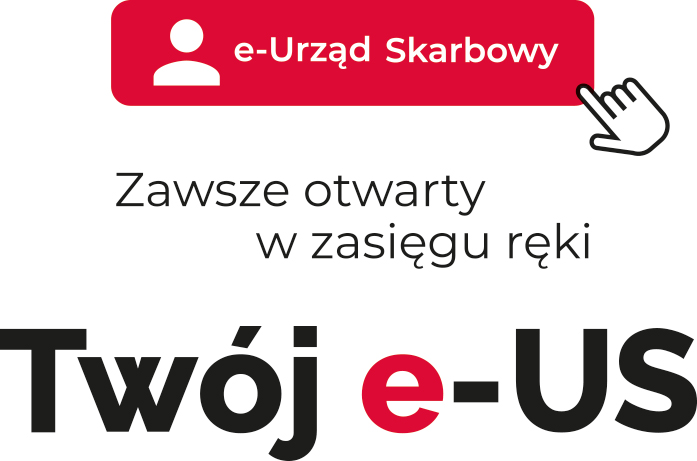 e-Urząd Skarbowy
Zawsze otwarty
w zasięgu ręki
Twój e-US